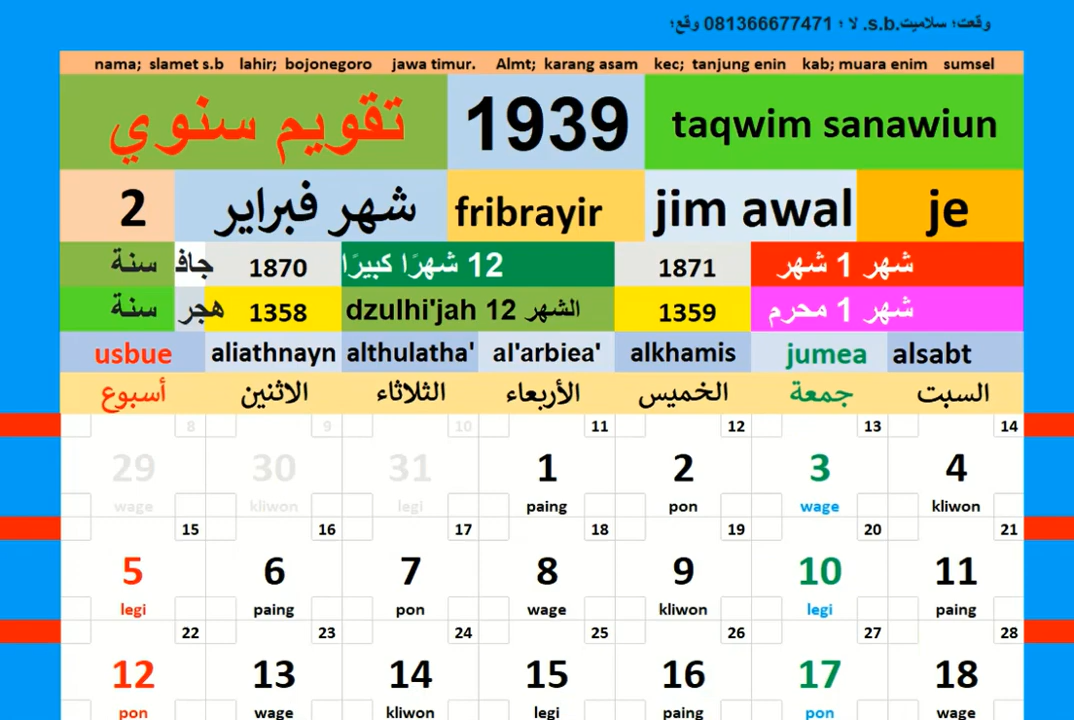 وقعت؛ سلاميت.s.b. لا ؛ 081366677471 وقع؛
nama; slamet s.b lahir; bojonegoro jawa timur. Almt; karang asam kec; tanjung enin kab; muara enim sumsel
تقويم سنوي 1939 taqwim sanawiun
2 شهر فبراير fribrayir jim awal je
سنة جاف 1870 12 شهرًا كبيرًا 1871 شهر 1 شهر
سنة هجر 1358 dzulhi'jah 12 الشهر 1359 شهر 1 محرم
usbue aliathnayn althulatha' al'arbiea' alkhamis jumea alsabt
أسبوع الاثنين الثلاثاء الأربعاء الخميس جمعة السبت
8 9 10 11 12 13 14
29 30 31 1 2 3 4
wage kliwon legi paing pon wage kliwon
15 16 17 18 19 20 21
5 6 7 8 9 10 11
legi paing pon wage kliwon legi paing
22 23 24 25 26 27 28
12 13 14 15 16 17 18
pon wage kliwon legi paing pon wage